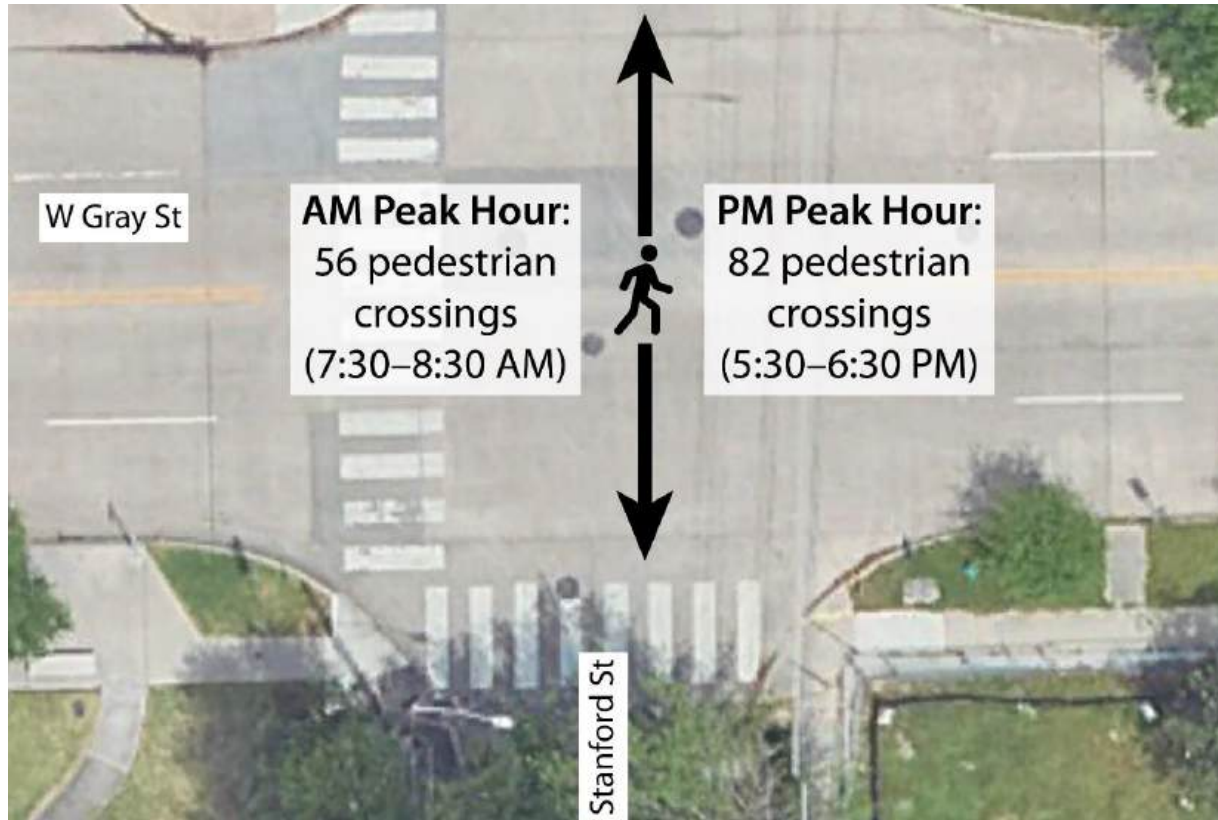 W Gray St
AM Peak Hour:
56 pedestrian
crossings
(7:30–8:30 AM)
PM Peak Hour:
82 pedestrian
crossings
(5:30–6:30 PM)
Stanford St